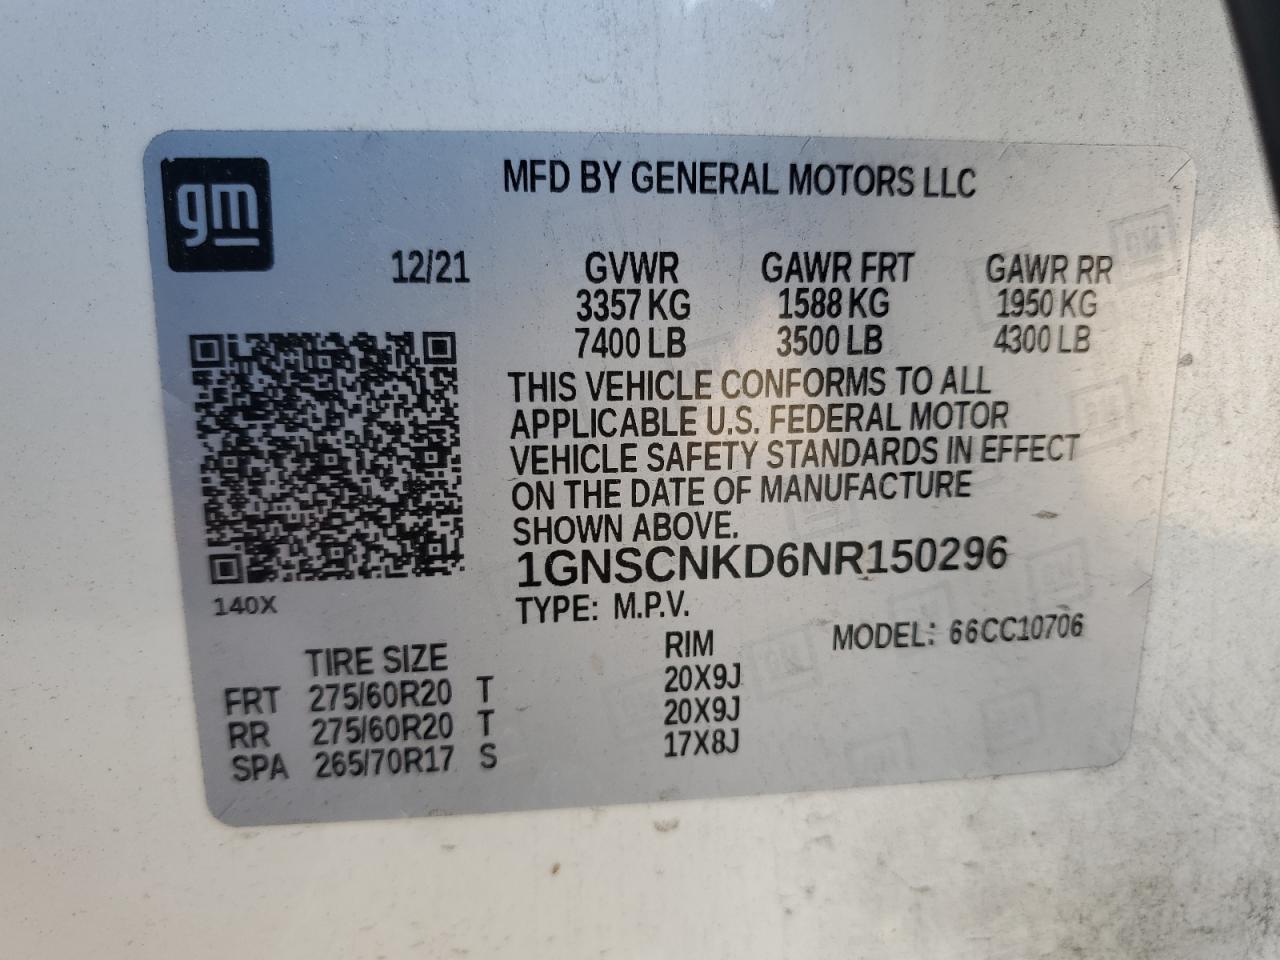 gm
MFD BY GENERAL MOTORS LLC
12/21
GVWR GAWR FRT GAWR RR
3357 KG 1588 KG 1950 KG
7400 LB 3500 LB 4300 LB
THIS VEHICLE CONFORMS TO ALL
APPLICABLE U.S. FEDERAL MOTOR
VEHICLE SAFETY STANDARDS IN EFFECT
ON THE DATE OF MANUFACTURE
SHOWN ABOVE.
1GNSCNKD6NR150296
140X
TYPE: M.P.V.
MODEL: 66CC10706
TIRE SIZE RIM
FRT 275/60R20 T 20X9J
RR 275/60R20 T 20X9J
SPA 265/70R17 S 17X8J